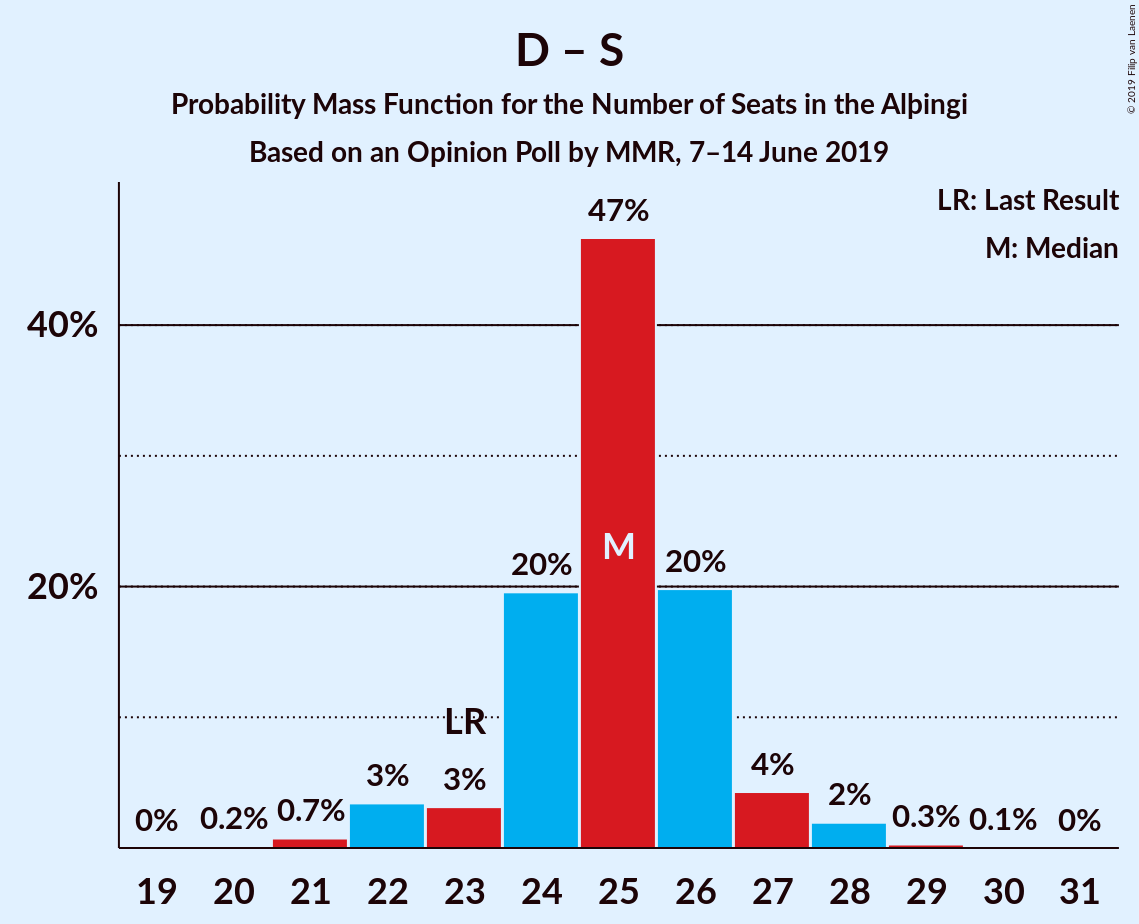 D – S
Probability Mass Function for the Number of Seats in the Alþingi
Based on an Opinion Poll by MMR, 7–14 June 2019
© 2019 Filip van Laenen
LR: Last Result
M: Median
40%
20%
0%
0.2%
0.7%
3%
3%
20%
47%
20%
4%
2%
0.3%
0.1%
0%
LR
M
19 20 21 22 23 24 25 26 27 28 29 30 31